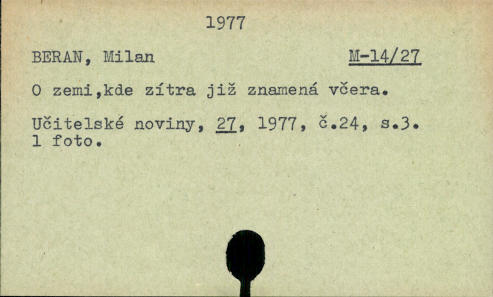 1977
BERAN, Milan M-14/27
O zemi,kde zítra již znamená včera.
Učitelské noviny, 27, 1977, č.24, s.3.
1 foto.